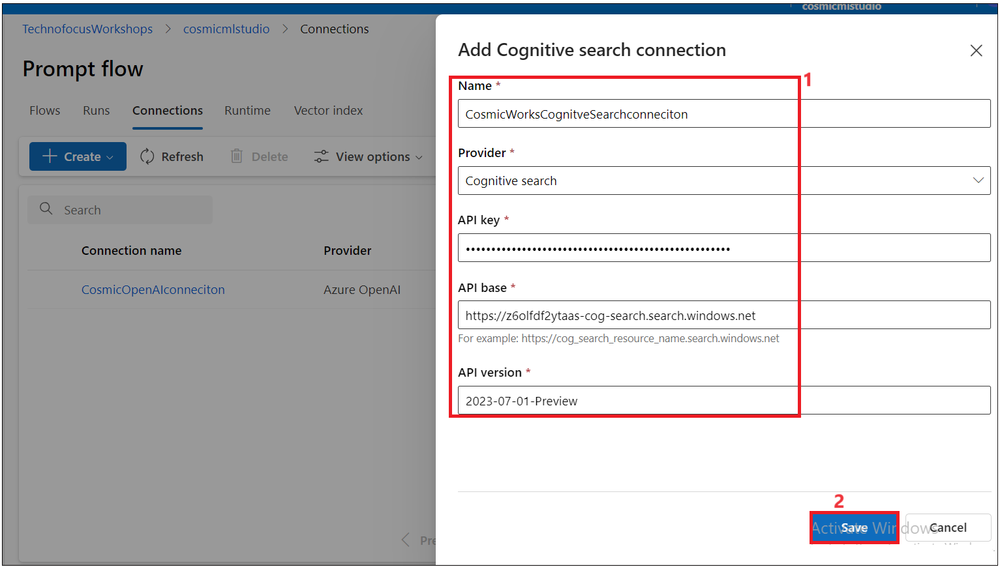 cosmicmlstudio
TechnofocusWorkshops > cosmicmlstudio > Connections
Prompt flow
Flows Runs Connections Runtime Vector index
Create Refresh Delete View options
Search
Connection name Provider
CosmicOpenAIconneciton Azure OpenAI
Pre
Add Cognitive search connection
1
Name *
CosmicWorksCognitveSearchconneciton
Provider *
Cognitive search
API key *
••••••••••••••••••••••••••••••••••••••••••••••••••••
API base *
https://z6olfdf2ytaas-cog-search.search.windows.net
For example: https://cog_search_resource_name.search.windows.net
API version *
2023-07-01-Preview
2
Save Cancel
Activate Windows